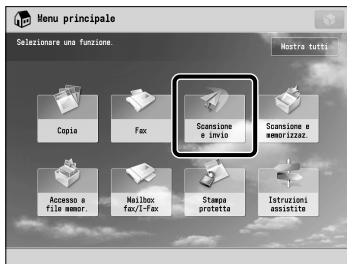 Menu principale
Selezionare una funzione.
Mostra tutti
Copia
Fax
Scansione
e invio
Scansione e
memorizzaz.
Accesso a
file memor.
Mailbox
fax/I-Fax
Stampa
protetta
Istruzioni
assistite